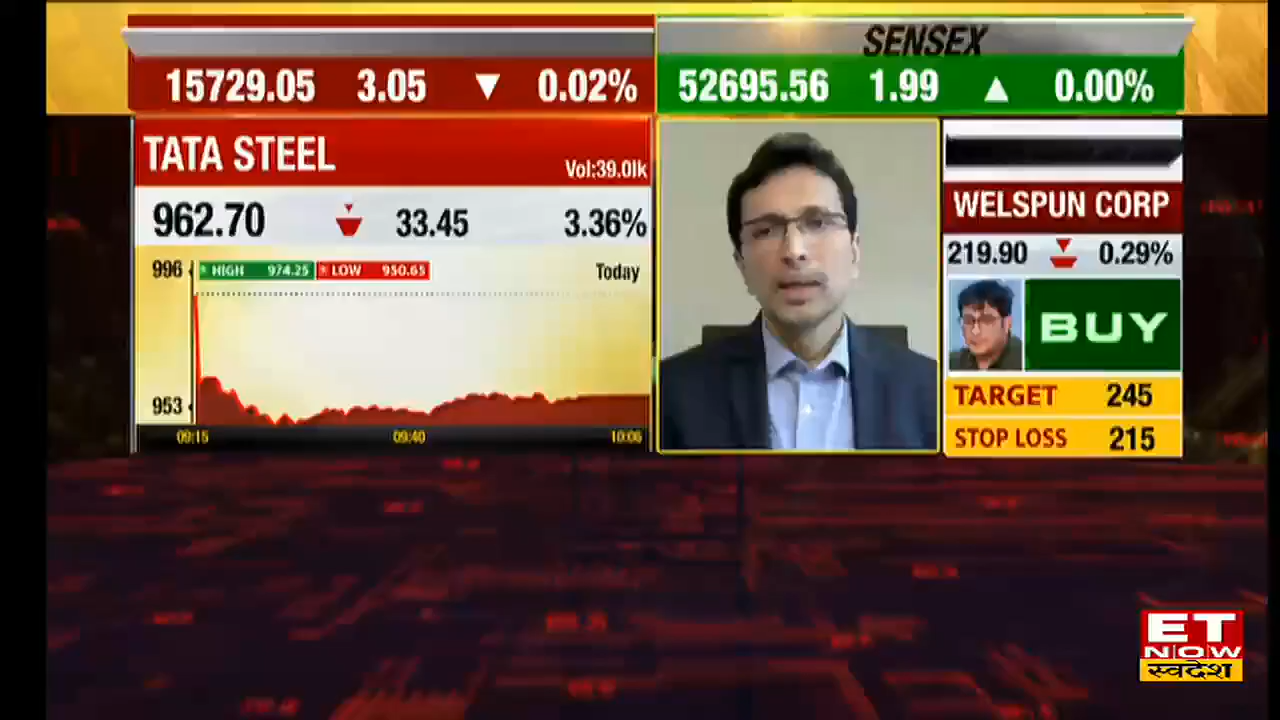 SENSEX
15729.05 3.05 ▼ 0.02%
52695.56 1.99 ▲ 0.00%
TATA STEEL Vol:39.0lk
962.70 33.45 3.36%
996 HIGH 974.25 LOW 950.65 Today
953
09:15 09:40 10:06
WELSPUN CORP
219.90 0.29%
BUY
TARGET 245
STOP LOSS 215
ET
NOW
स्वदेश